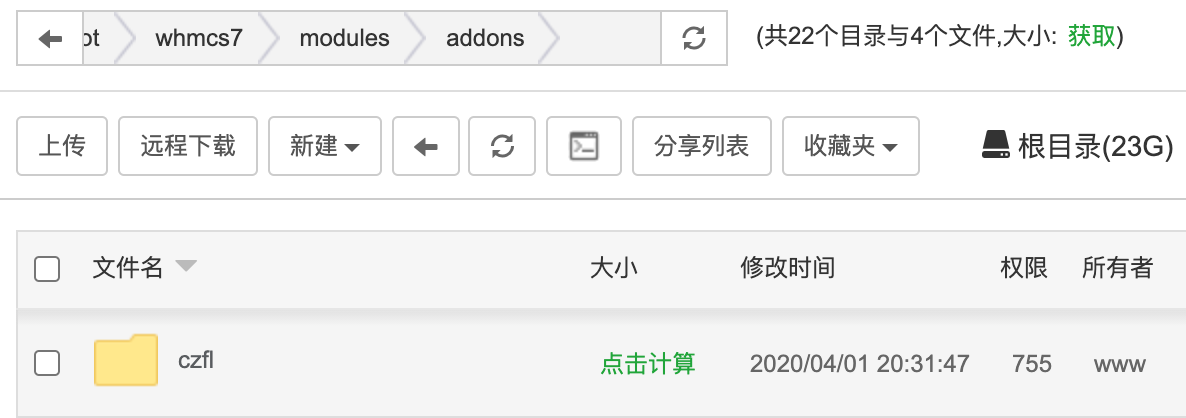 ot whmcs7 modules addons (共22个目录与4个文件,大小: 获取)
上传 远程下载 新建 分享列表 收藏夹 根目录(23G)
文件名 大小 修改时间 权限 所有者
czfl 点击计算 2020/04/01 20:31:47 755 www